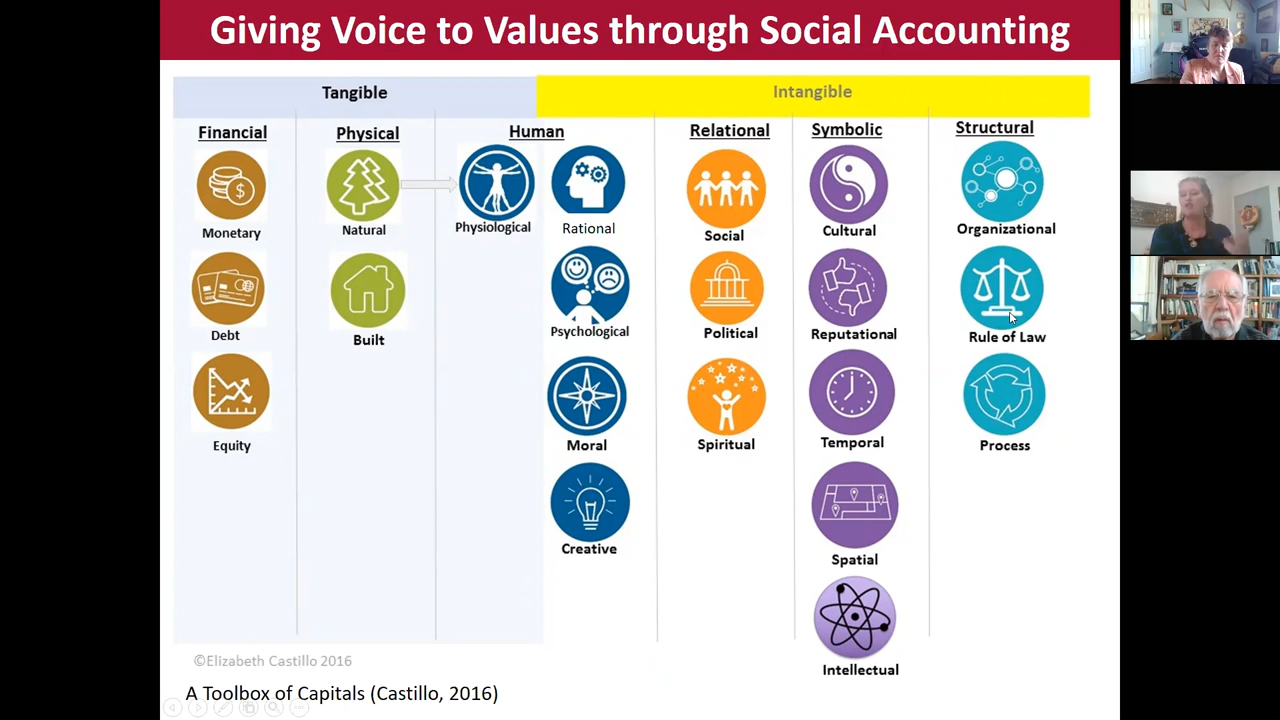 Giving Voice to Values through Social Accounting
Tangible
Intangible
Financial
Physical
Human
Relational
Symbolic
Structural
Monetary
Natural
Physiological
Rational
Social
Cultural
Organizational
Debt
Built
Psychological
Political
Reputational
Rule of Law
Equity
Moral
Spiritual
Temporal
Process
Creative
Spatial
Intellectual
©Elizabeth Castillo 2016
A Toolbox of Capitals (Castillo, 2016)